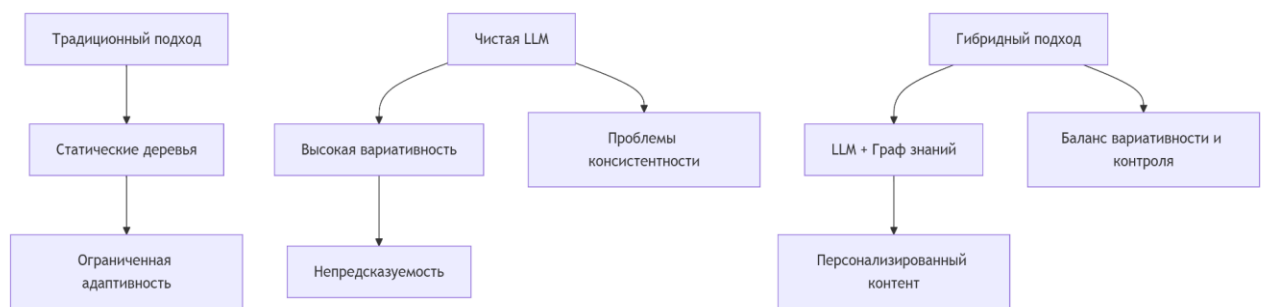 Традиционный подход
Чистая LLM
Гибридный подход
Статические деревья
Высокая вариативность
Проблемы
консистентности
LLM + Граф знаний
Баланс вариативности и
контроля
Ограниченная
адаптивность
Непредсказуемость
Персонализированный
контент